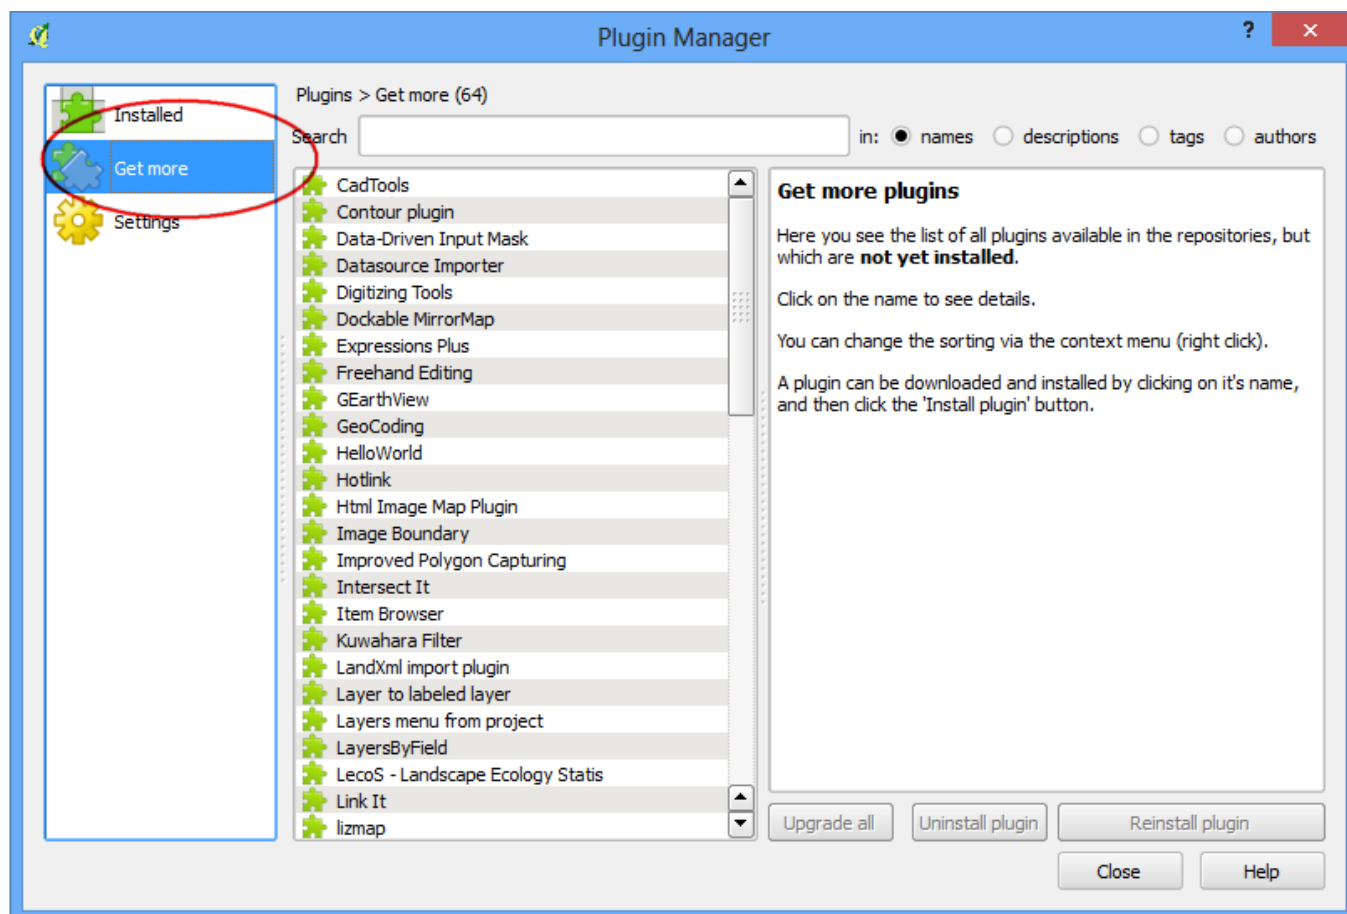 Plugin Manager
?
Installed
Get more
Settings
Plugins > Get more (64)
Search
in: names descriptions tags authors
CadTools
Contour plugin
Data-Driven Input Mask
Datasource Importer
Digitizing Tools
Dockable MirrorMap
Expressions Plus
Freehand Editing
GEarthView
GeoCoding
HelloWorld
Hotlink
Html Image Map Plugin
Image Boundary
Improved Polygon Capturing
Intersect It
Item Browser
Kuwahara Filter
LandXml import plugin
Layer to labeled layer
Layers menu from project
LayersByField
LecoS - Landscape Ecology Statis
Link It
lizmap
Get more plugins
Here you see the list of all plugins available in the repositories, but
which are not yet installed.
Click on the name to see details.
You can change the sorting via the context menu (right click).
A plugin can be downloaded and installed by clicking on it's name,
and then click the 'Install plugin' button.
Upgrade all Uninstall plugin Reinstall plugin
Close Help